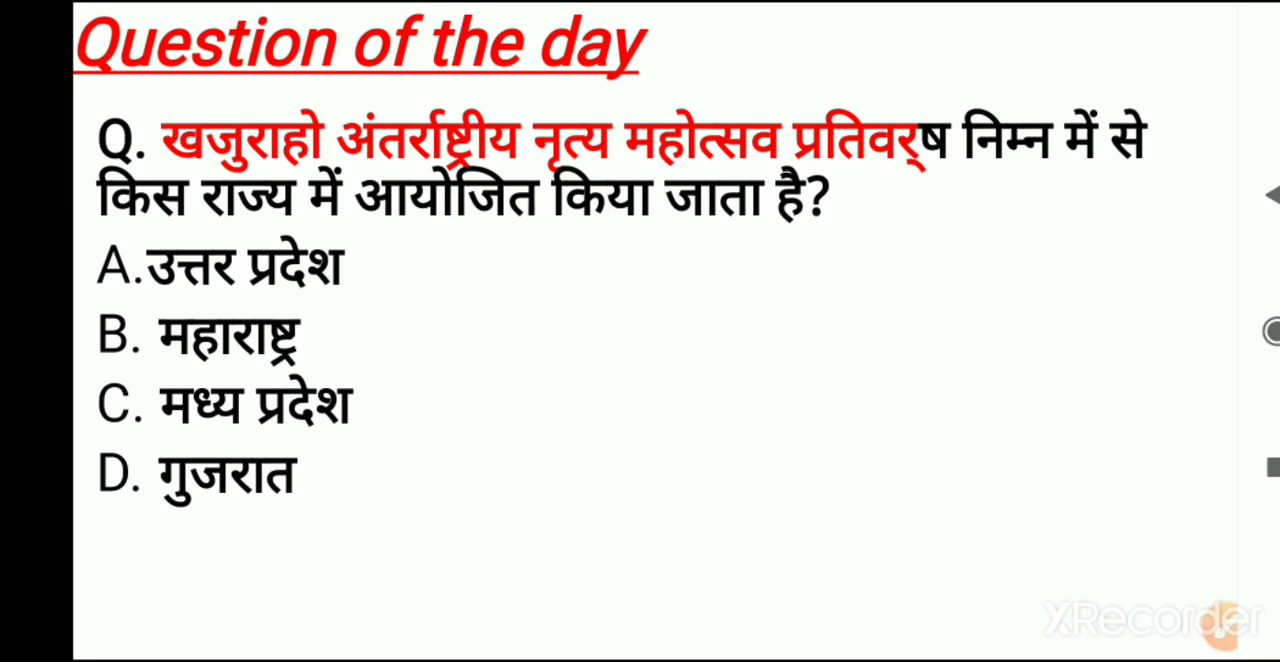 Question of the day
Q. खजुराहो अंतर्राष्ट्रीय नृत्य महोत्सव प्रतिवर्ष निम्न में से
किस राज्य में आयोजित किया जाता है?
A.उत्तर प्रदेश
B. महाराष्ट्र
C. मध्य प्रदेश
D. गुजरात
XRecorder